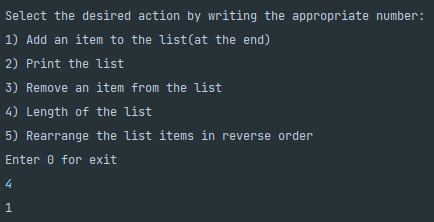 Select the desired action by writing the appropriate number:
1) Add an item to the list(at the end)
2) Print the list
3) Remove an item from the list
4) Length of the list
5) Rearrange the list items in reverse order
Enter 0 for exit
4
1